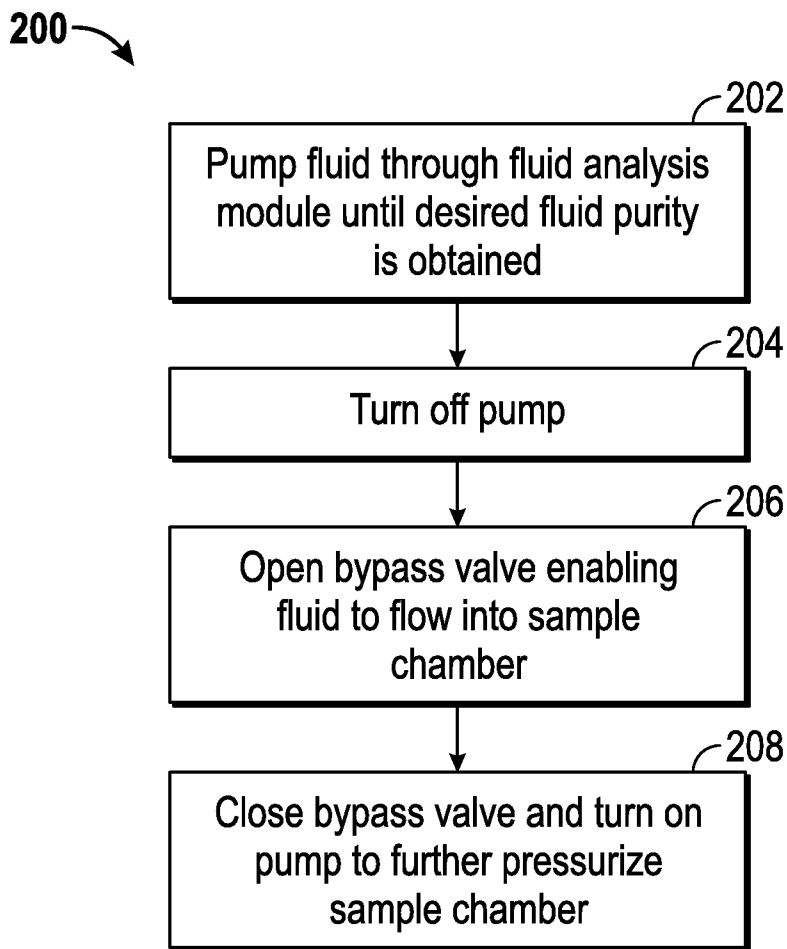 200
202
Pump fluid through fluid analysis
module until desired fluid purity
is obtained
204
Turn off pump
206
Open bypass valve enabling
fluid to flow into sample
chamber
208
Close bypass valve and turn on
pump to further pressurize
sample chamber